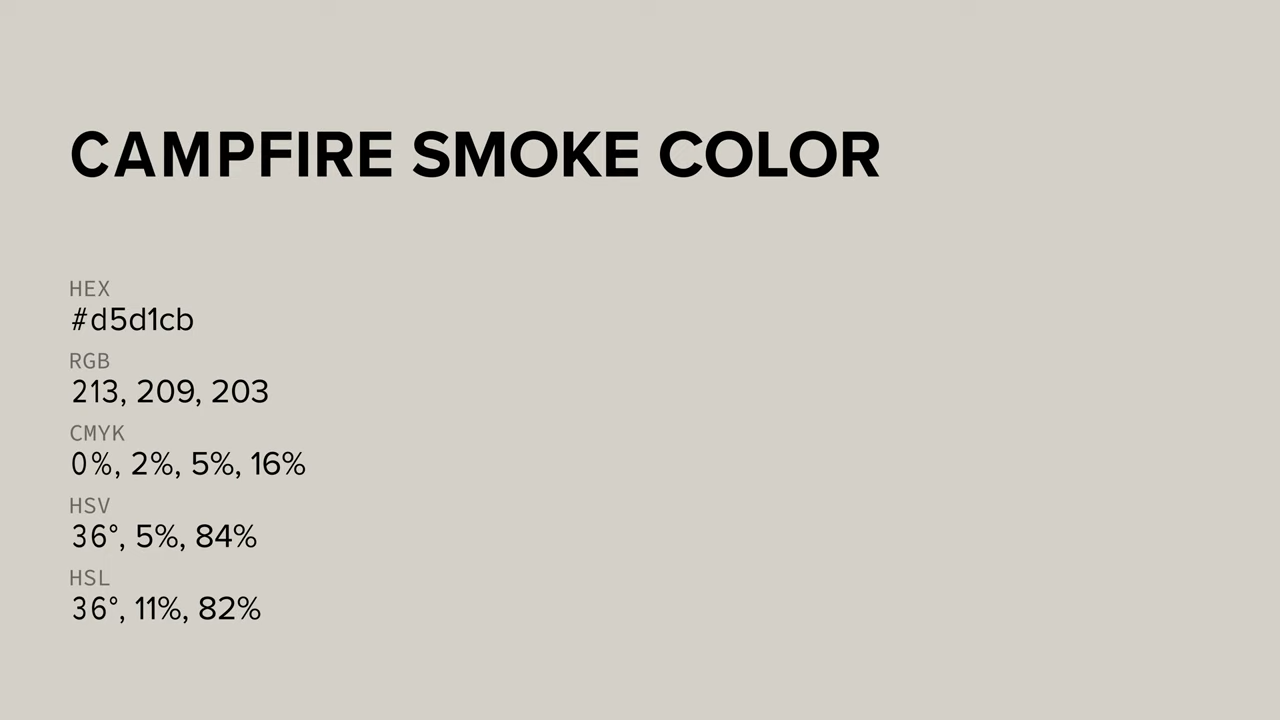 CAMPFIRE SMOKE COLOR
HEX
#d5d1cb
RGB
213, 209, 203
CMYK
0%, 2%, 5%, 16%
HSV
36°, 5%, 84%
HSL
36°, 11%, 82%